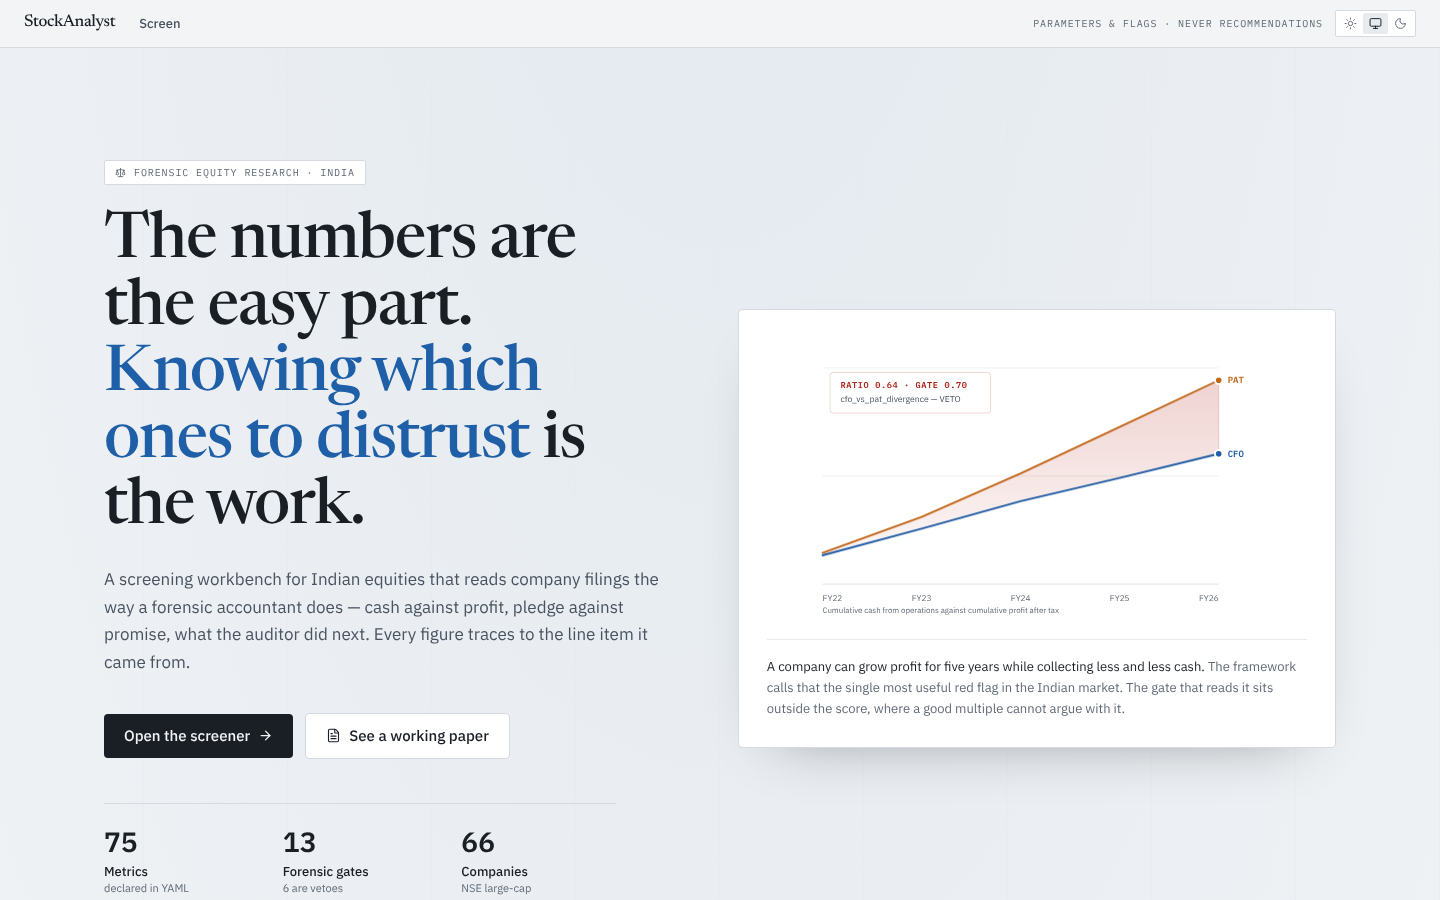 StockAnalyst
Screen
PARAMETERS & FLAGS · NEVER RECOMMENDATIONS
FORENSIC EQUITY RESEARCH · INDIA
The numbers are
the easy part.
Knowing which
ones to distrust is
the work.
A screening workbench for Indian equities that reads company filings the
way a forensic accountant does — cash against profit, pledge against
promise, what the auditor did next. Every figure traces to the line item it
came from.
Open the screener →
See a working paper
75
Metrics
declared in YAML
13
Forensic gates
6 are vetoes
66
Companies
NSE large-cap
RATIO 0.64 · GATE 0.70
cfo_vs_pat_divergence — VETO
PAT
CFO
FY22 FY23 FY24 FY25 FY26
Cumulative cash from operations against cumulative profit after tax
A company can grow profit for five years while collecting less and less cash. The framework
calls that the single most useful red flag in the Indian market. The gate that reads it sits
outside the score, where a good multiple cannot argue with it.